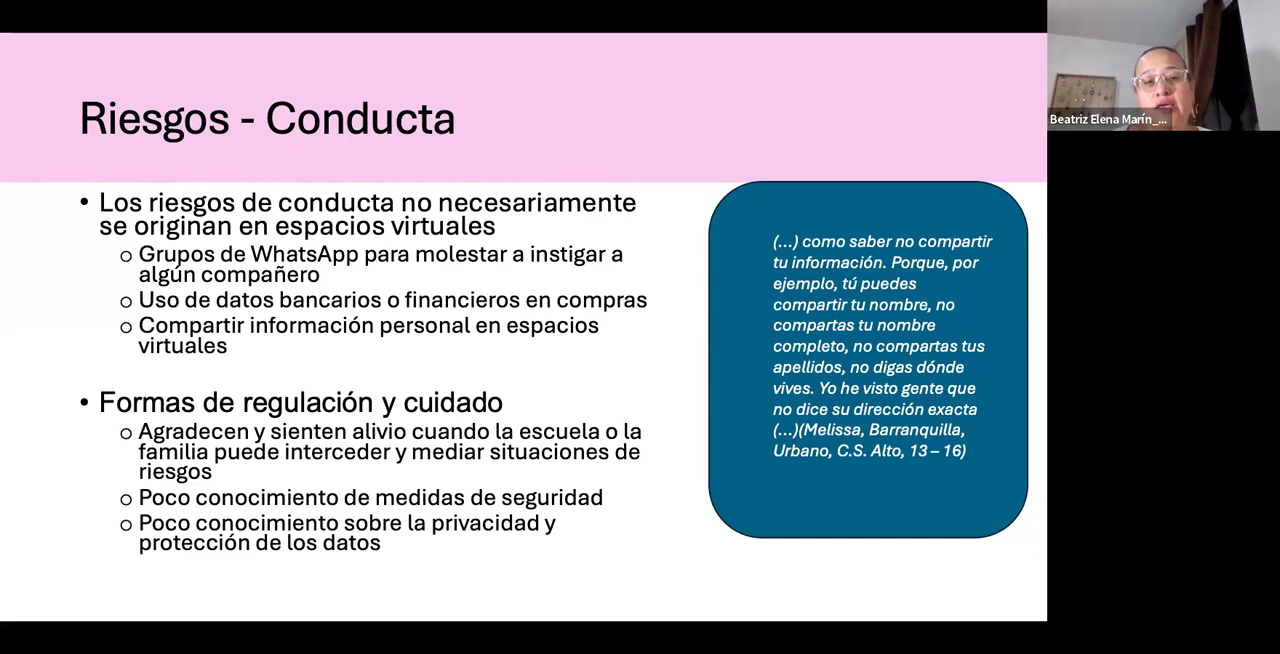 Riesgos - Conducta
• Los riesgos de conducta no necesariamente
se originan en espacios virtuales
o Grupos de WhatsApp para molestar a instigar a
algún compañero
o Uso de datos bancarios o financieros en compras
o Compartir información personal en espacios
virtuales
• Formas de regulación y cuidado
o Agradecen y sienten alivio cuando la escuela o la
familia puede interceder y mediar situaciones de
riesgos
o Poco conocimiento de medidas de seguridad
o Poco conocimiento sobre la privacidad y
protección de los datos
(...) como saber no compartir
tu información. Porque, por
ejemplo, tú puedes
compartir tu nombre, no
compartas tu nombre
completo, no compartas tus
apellidos, no digas dónde
vives. Yo he visto gente que
no dice su dirección exacta
(...)(Melissa, Barranquilla,
Urbano, C.S. Alto, 13 – 16)
Beatriz Elena Marín_...